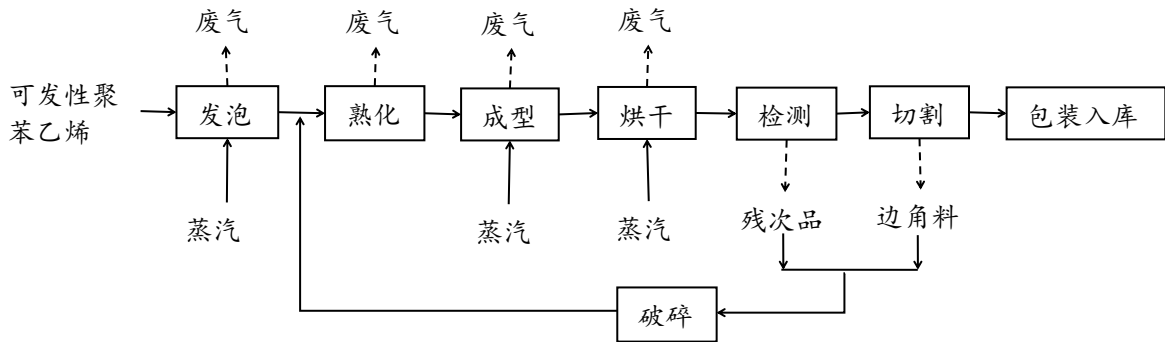 废气
废气
废气
废气
可发性聚
苯乙烯
发泡
熟化
成型
烘干
检测
切割
包装入库
蒸汽
蒸汽
蒸汽
残次品
边角料
破碎